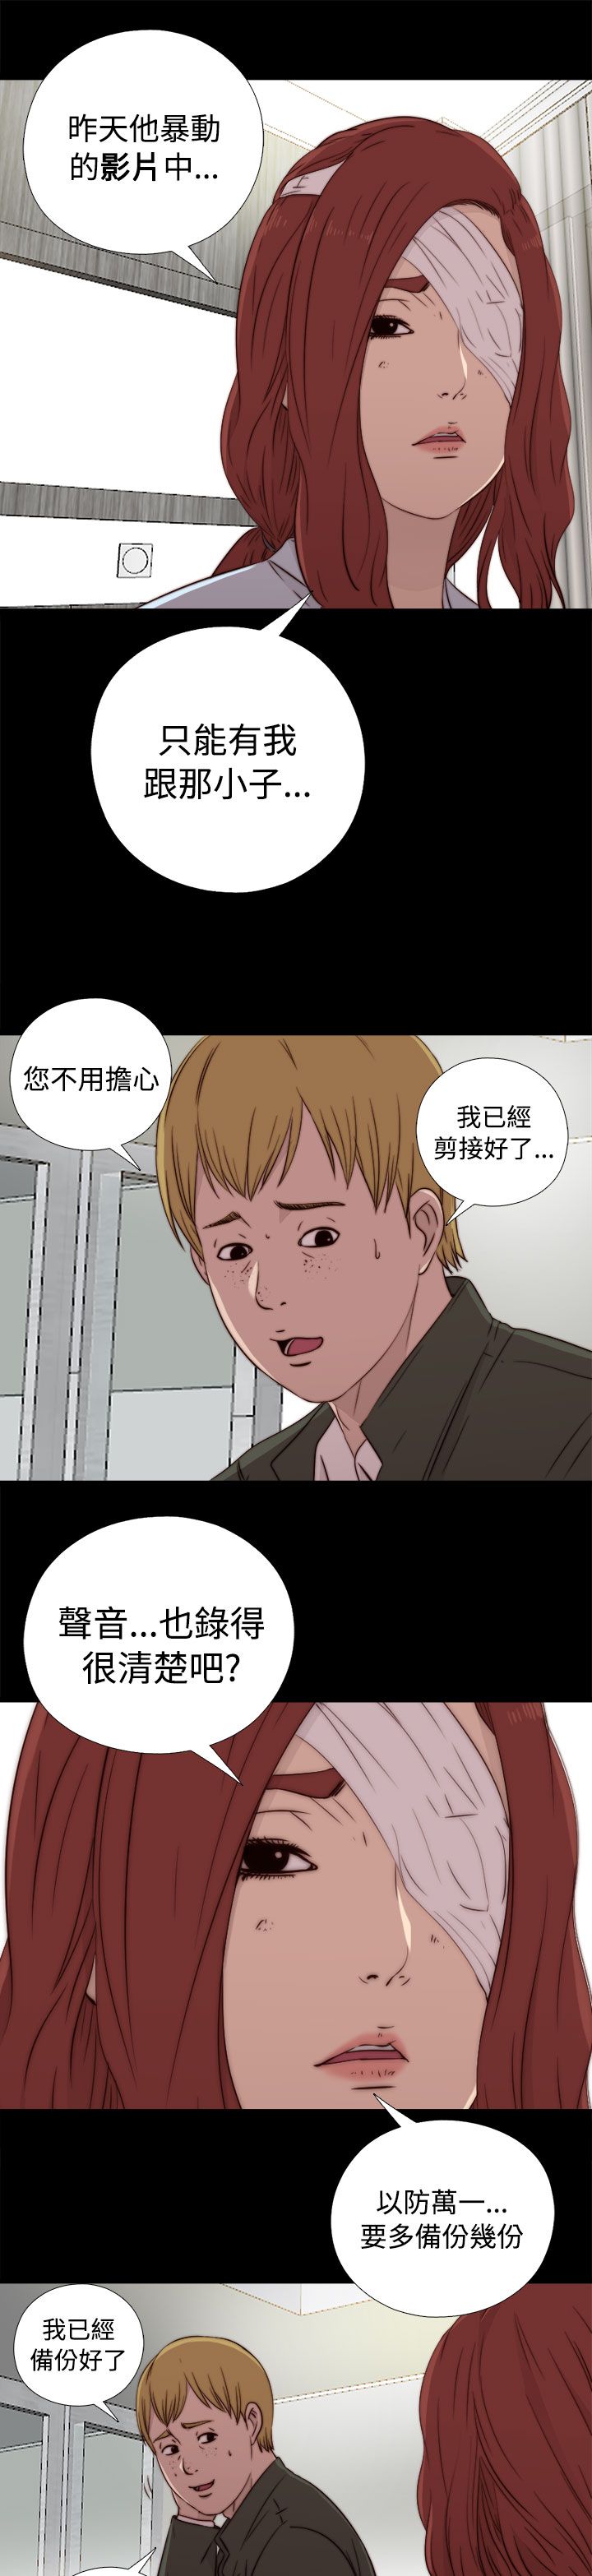 昨天他暴動
的影片中...
只能有我
跟那小子...
您不用擔心
我已經
剪接好了...
聲音...也錄得
很清楚吧?
以防萬一...
要多備份幾份
我已經
備份好了